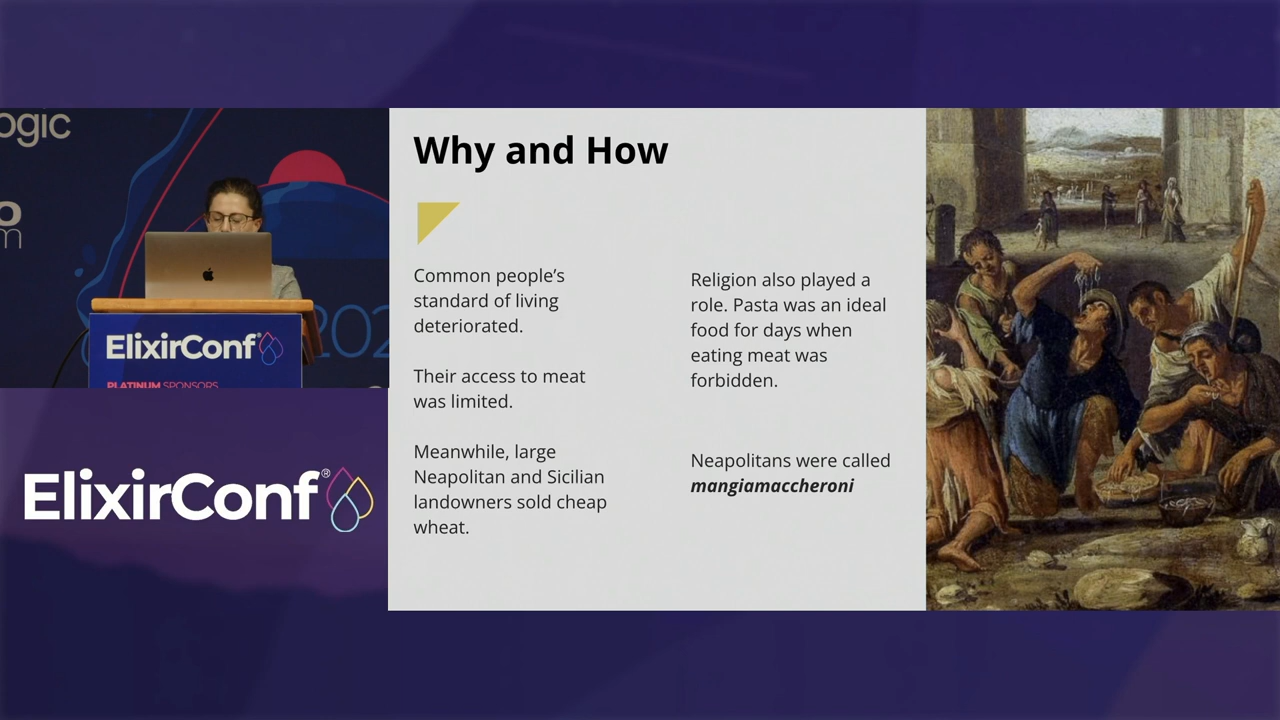 ogic
o
m
ElixirConf®
202
PLATINUM SPONSORS
ElixirConf®
Why and How
Common people’s
standard of living
deteriorated.
Their access to meat
was limited.
Meanwhile, large
Neapolitan and Sicilian
landowners sold cheap
wheat.
Religion also played a
role. Pasta was an ideal
food for days when
eating meat was
forbidden.
Neapolitans were called
mangiamaccheroni